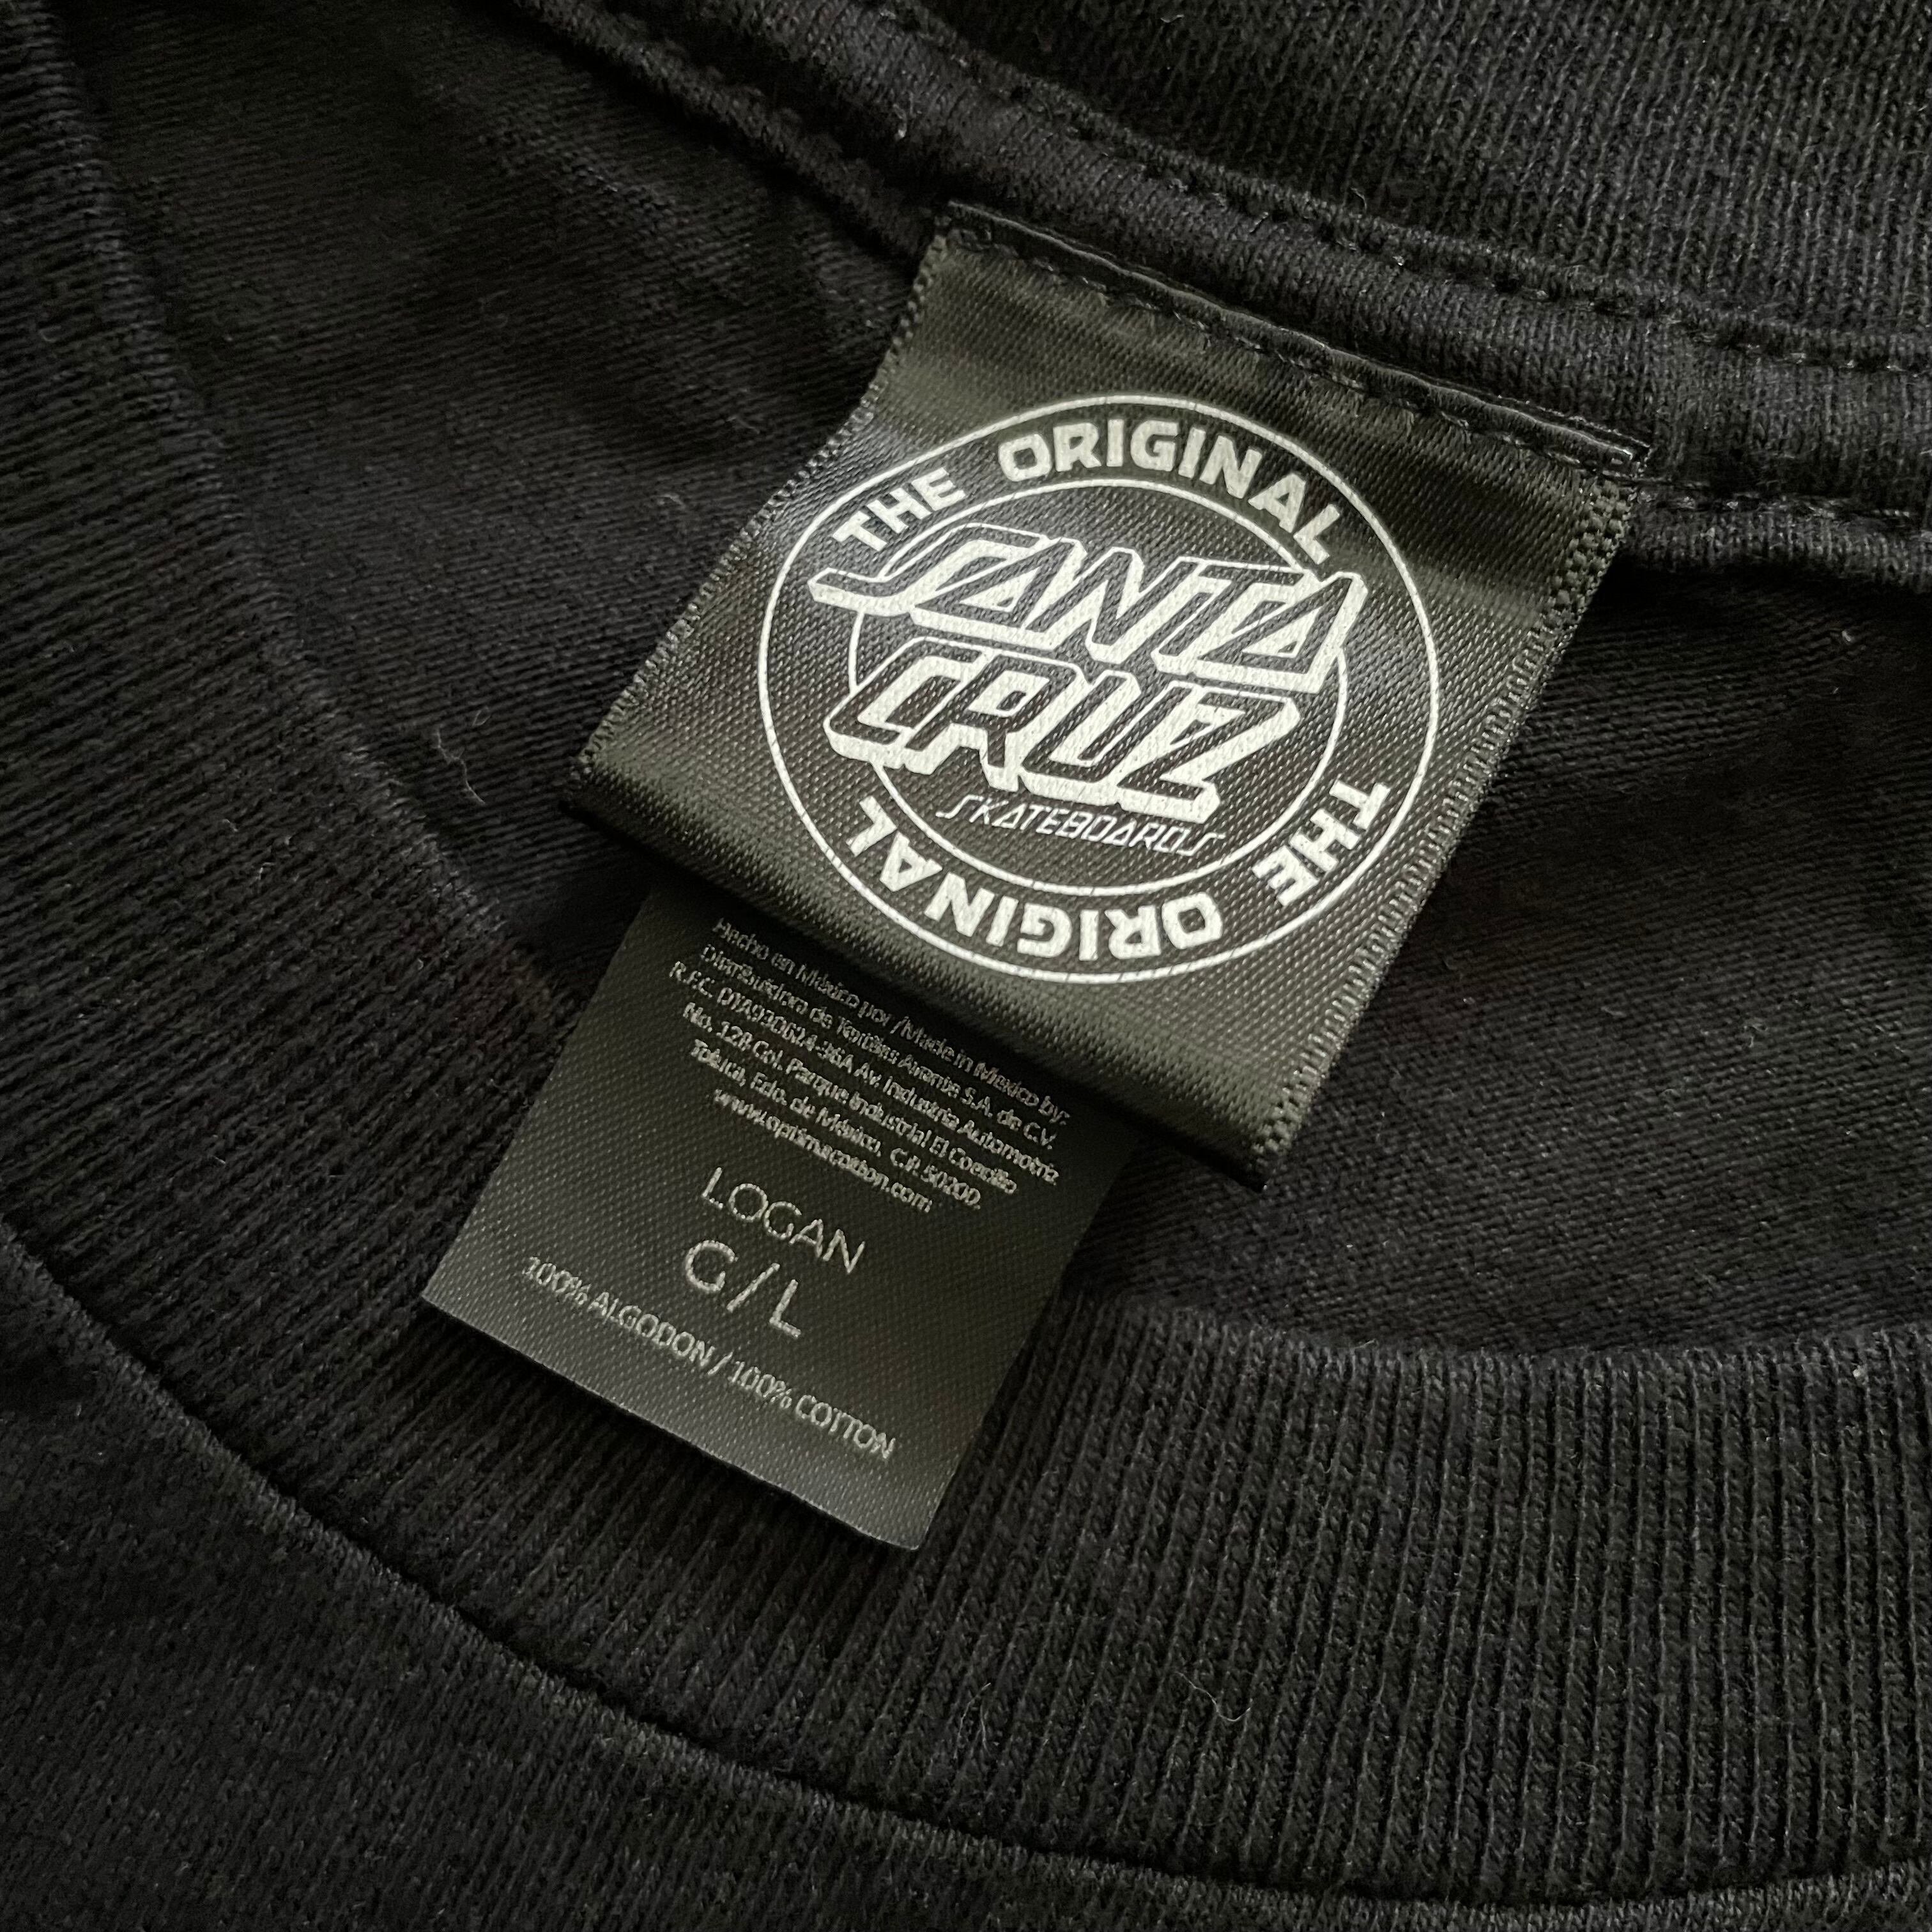 THE ORIGINAL
SANTA
CRUZ
SKATEBOARDS
THE ORIGINAL
Hecho en México por /Made in Mexico by:
Distribuidora de Textiles Avante S.A. de C.V.
R.F.C. DTA930624-36A Av. Industria Automotriz
No. 128 Col. Parque Industrial El Coecillo
Toluca, Edo. de México, C.P. 50200.
www.optimacotton.com
LOGAN
G/L
100% ALGODON / 100% COTTON